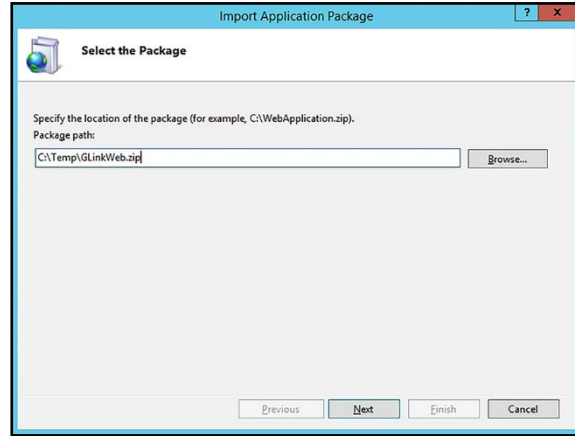 Import Application Package
?
x
Select the Package
Specify the location of the package (for example, C:\WebApplication.zip).
Package path:
C:\Temp\GLinkWeb.zip
Browse...
Previous
Next
Finish
Cancel